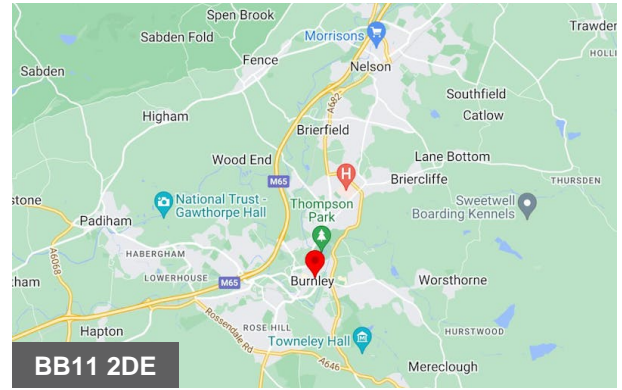 Spen Brook
Sabden Fold
Morrisons
Trawden
HOLLI
Fence
Nelson
Sabden
A682
Southfield
Catlow
Higham
Brierfield
Wood End
Lane Bottom
M65
H
Briercliffe
THURSDEN
stone
National Trust -
Gawthorpe Hall
Thompson
Park
Sweetwell
Boarding Kennels
Padiham
HABERGHAM
A6068
LOWERHOUSE
M65
Burnley
Worsthorne
ham
Hapton
Rossendale Rd
ROSE HILL
Towneley Hall
HURSTWOOD
A646
Mereclough
BB11 2DE